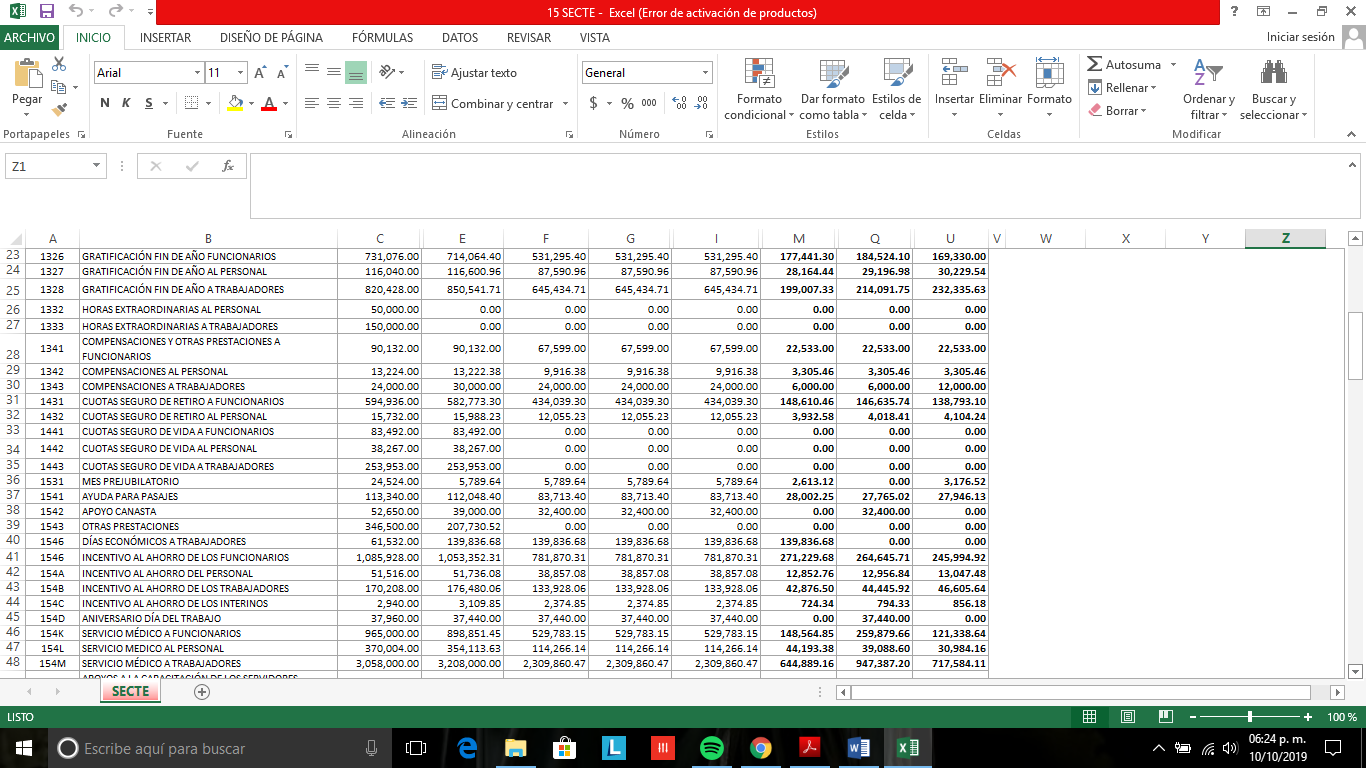 15 SECTE - Excel (Error de activación de productos)
ARCHIVO INICIO INSERTAR DISEÑO DE PÁGINA FÓRMULAS DATOS REVISAR VISTA Iniciar sesión
Pegar
Arial 11
N K S
Ajustar texto
Combinar y centrar
General
$ % 000
Formato condicional
Dar formato como tabla
Estilos de celda
Insertar Eliminar Formato
Autosuma
Rellenar
Borrar
Ordenar y filtrar
Buscar y seleccionar
Portapapeles Fuente Alineación Número Estilos Celdas Modificar
Z1 fx
A B C E F G I M Q U V W X Y Z
23 1326 GRATIFICACIÓN FIN DE AÑO FUNCIONARIOS 731,076.00 714,064.40 531,295.40 531,295.40 531,295.40 177,441.30 184,524.10 169,330.00
24 1327 GRATIFICACIÓN FIN DE AÑO AL PERSONAL 116,040.00 116,600.96 87,590.96 87,590.96 87,590.96 28,164.44 29,196.98 30,229.54
25 1328 GRATIFICACIÓN FIN DE AÑO A TRABAJADORES 820,428.00 850,541.71 645,434.71 645,434.71 645,434.71 199,007.33 214,091.75 232,335.63
26 1332 HORAS EXTRAORDINARIAS AL PERSONAL 50,000.00 0.00 0.00 0.00 0.00 0.00 0.00 0.00
27 1333 HORAS EXTRAORDINARIAS A TRABAJADORES 150,000.00 0.00 0.00 0.00 0.00 0.00 0.00 0.00
28 1341 COMPENSACIONES Y OTRAS PRESTACIONES A
FUNCIONARIOS 90,132.00 90,132.00 67,599.00 67,599.00 67,599.00 22,533.00 22,533.00 22,533.00
29 1342 COMPENSACIONES AL PERSONAL 13,224.00 13,222.38 9,916.38 9,916.38 9,916.38 3,305.46 3,305.46 3,305.46
30 1343 COMPENSACIONES A TRABAJADORES 24,000.00 30,000.00 24,000.00 24,000.00 24,000.00 6,000.00 6,000.00 12,000.00
31 1431 CUOTAS SEGURO DE RETIRO A FUNCIONARIOS 594,936.00 582,773.30 434,039.30 434,039.30 434,039.30 148,610.46 146,635.74 138,793.10
32 1432 CUOTAS SEGURO DE RETIRO AL PERSONAL 15,732.00 15,988.23 12,055.23 12,055.23 12,055.23 3,932.58 4,018.41 4,104.24
33 1441 CUOTAS SEGURO DE VIDA A FUNCIONARIOS 83,492.00 83,492.00 0.00 0.00 0.00 0.00 0.00 0.00
34 1442 CUOTAS SEGURO DE VIDA AL PERSONAL 38,267.00 38,267.00 0.00 0.00 0.00 0.00 0.00 0.00
35 1443 CUOTAS SEGURO DE VIDA A TRABAJADORES 253,953.00 253,953.00 0.00 0.00 0.00 0.00 0.00 0.00
36 1531 MES PREJUBILATORIO 24,524.00 5,789.64 5,789.64 5,789.64 5,789.64 2,613.12 0.00 3,176.52
37 1541 AYUDA PARA PASAJES 113,340.00 112,048.40 83,713.40 83,713.40 83,713.40 28,002.25 27,765.02 27,946.13
38 1542 APOYO CANASTA 52,650.00 39,000.00 32,400.00 32,400.00 32,400.00 0.00 32,400.00 0.00
39 1543 OTRAS PRESTACIONES 346,500.00 207,730.52 0.00 0.00 0.00 0.00 0.00 0.00
40 1546 DÍAS ECONÓMICOS A TRABAJADORES 61,532.00 139,836.68 139,836.68 139,836.68 139,836.68 139,836.68 0.00 0.00
41 1546 INCENTIVO AL AHORRO DE LOS FUNCIONARIOS 1,085,928.00 1,053,352.31 781,870.31 781,870.31 781,870.31 271,229.68 264,645.71 245,994.92
42 154A INCENTIVO AL AHORRO DEL PERSONAL 51,516.00 51,736.08 38,857.08 38,857.08 38,857.08 12,852.76 12,956.84 13,047.48
43 154B INCENTIVO AL AHORRO DE LOS TRABAJADORES 170,208.00 176,480.06 133,928.06 133,928.06 133,928.06 42,876.50 44,445.92 46,605.64
44 154C INCENTIVO AL AHORRO DE LOS INTERINOS 2,940.00 3,109.85 2,374.85 2,374.85 2,374.85 724.34 794.33 856.18
45 154D ANIVERSARIO DÍA DEL TRABAJO 37,960.00 37,440.00 37,440.00 37,440.00 37,440.00 0.00 37,440.00 0.00
46 154K SERVICIO MÉDICO A FUNCIONARIOS 965,000.00 898,851.45 529,783.15 529,783.15 529,783.15 148,564.85 259,879.66 121,338.64
47 154L SERVICIO MEDICO AL PERSONAL 370,004.00 354,113.63 114,266.14 114,266.14 114,266.14 44,193.38 39,088.60 30,984.16
48 154M SERVICIO MÉDICO A TRABAJADORES 3,058,000.00 3,208,000.00 2,309,860.47 2,309,860.47 2,309,860.47 644,889.16 947,387.20 717,584.11
APOYOS A LA CAPACITACIÓN DE LOS SERVIDORES
SECTE
LISTO 100 %
Escribe aquí para buscar
06:24 p. m.
10/10/2019